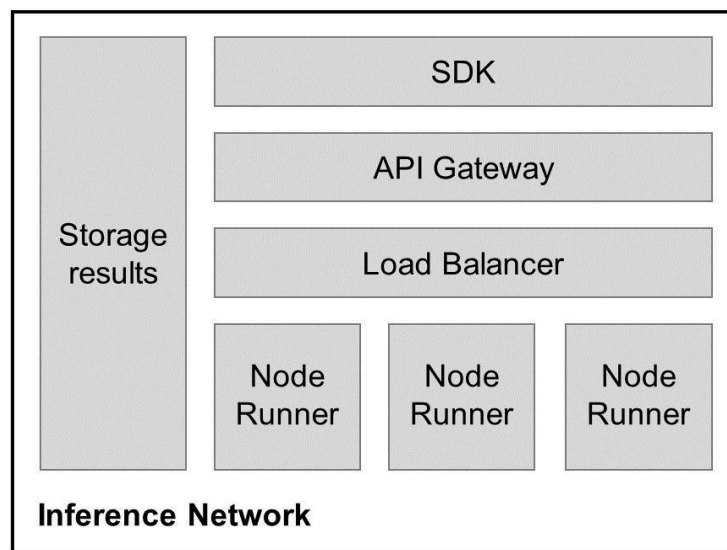 Storage
results
SDK
API Gateway
Load Balancer
Node
Runner
Node
Runner
Node
Runner
Inference Network